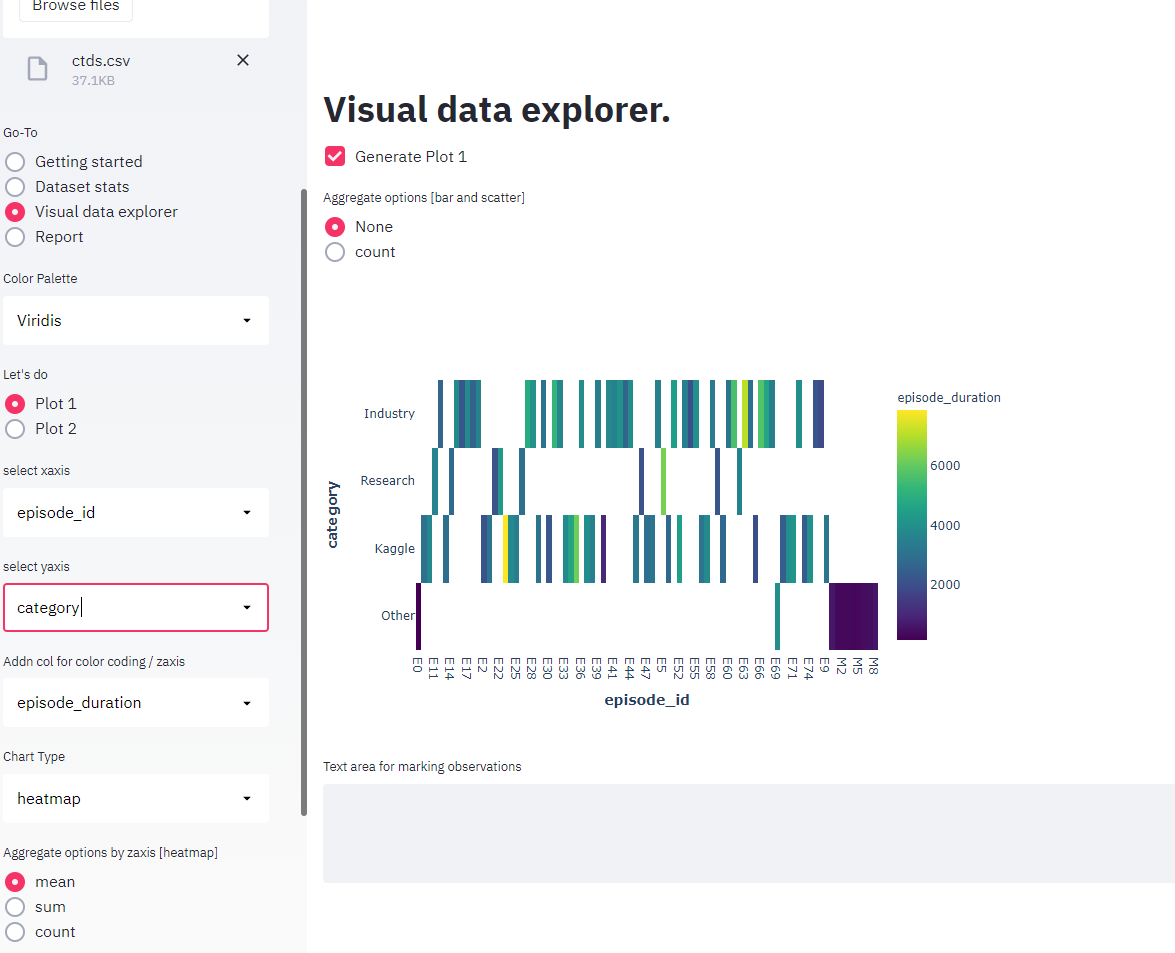 Browse files
ctds.csv
37.1KB
Go-To
Getting started
Dataset stats
Visual data explorer
Report
Color Palette
Viridis
Let's do
Plot 1
Plot 2
select xaxis
episode_id
select yaxis
category
Addn col for color coding / zaxis
episode_duration
Chart Type
heatmap
Aggregate options by zaxis [heatmap]
mean
sum
count
Visual data explorer.
Generate Plot 1
Aggregate options [bar and scatter]
None
count
category
Industry
Research
Kaggle
Other
E0 E11 E14 E17 E2 E22 E25 E28 E30 E33 E36 E39 E41 E44 E47 E5 E52 E55 E58 E60 E63 E66 E69 E71 E74 E9 M2 M5 M8
episode_id
episode_duration
6000
4000
2000
Text area for marking observations